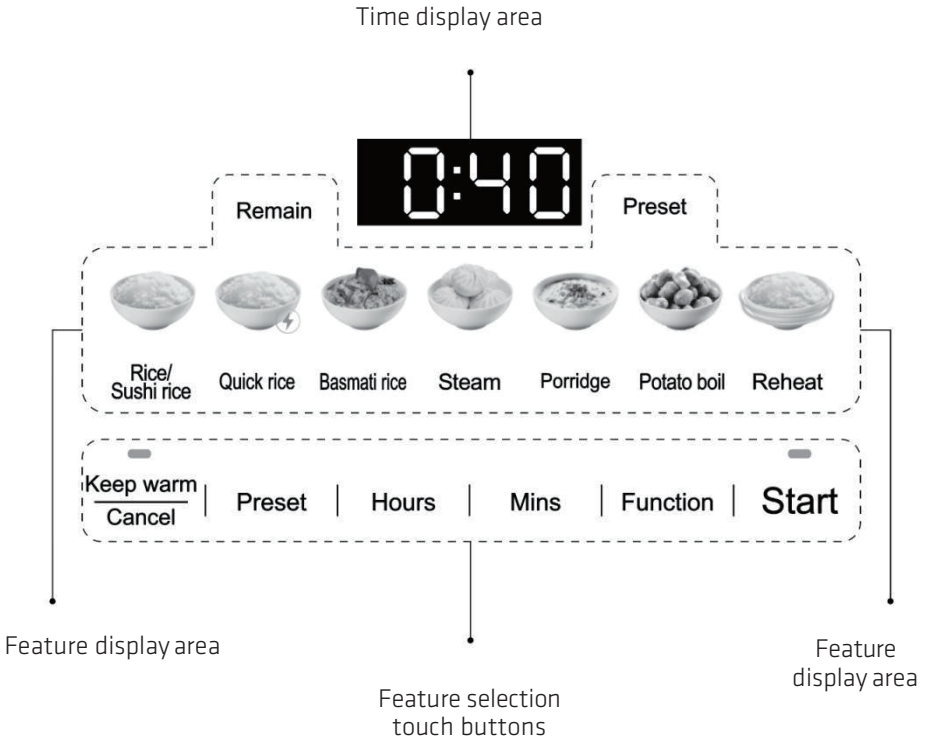 Time display area
0:40
Remain
Preset
Rice/
Sushi rice
Quick rice
Basmati rice
Steam
Porridge
Potato boil
Reheat
Keep warm
Cancel
Preset
Hours
Mins
Function
Start
Feature display area
Feature
display area
Feature selection
touch buttons